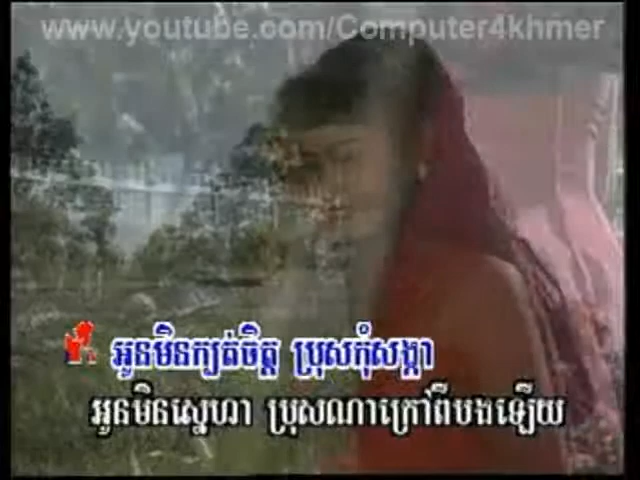 www.youtube.com/Computer4khmer
អូនមិនក្បត់ចិត្ត ប្រុសកុំសង្កា
អូនមិនស្នេហា ប្រុសណាក្រៅពីបងឡើយ